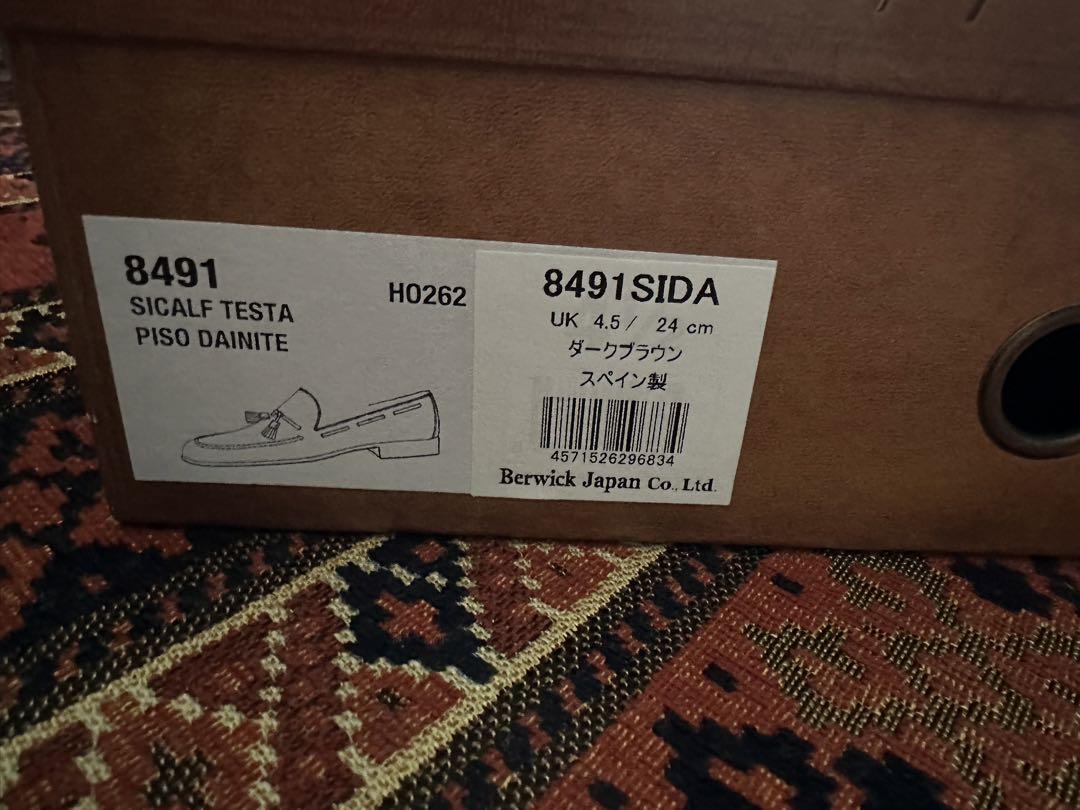 8491
SICALF TESTA
PISO DAINITE
H0262
8491SIDA
UK 4.5/ 24 cm
ダークブラウン
スペイン製
4571526296834
Berwick Japan Co., Ltd.